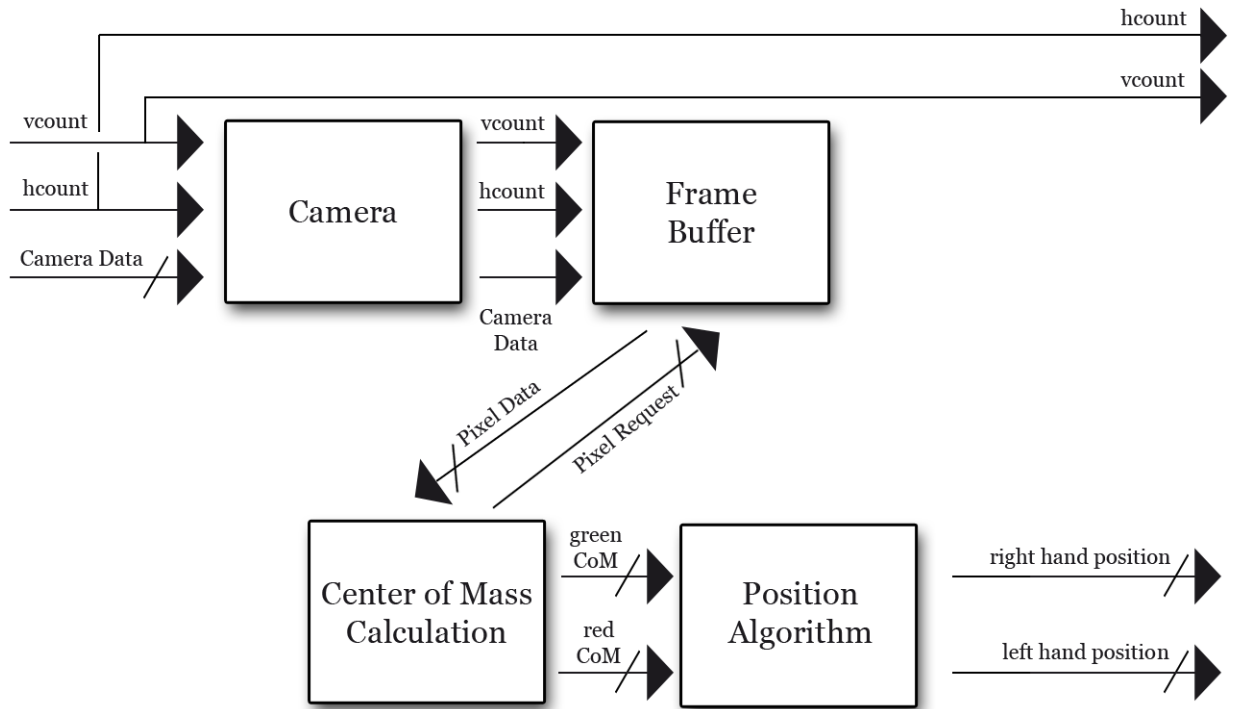 hcount
vcount
vcount
hcount
Camera Data
Camera
vcount
hcount
Camera
Data
Frame
Buffer
Pixel Data
Pixel Request
Center of Mass
Calculation
green
CoM
red
CoM
Position
Algorithm
right hand position
left hand position